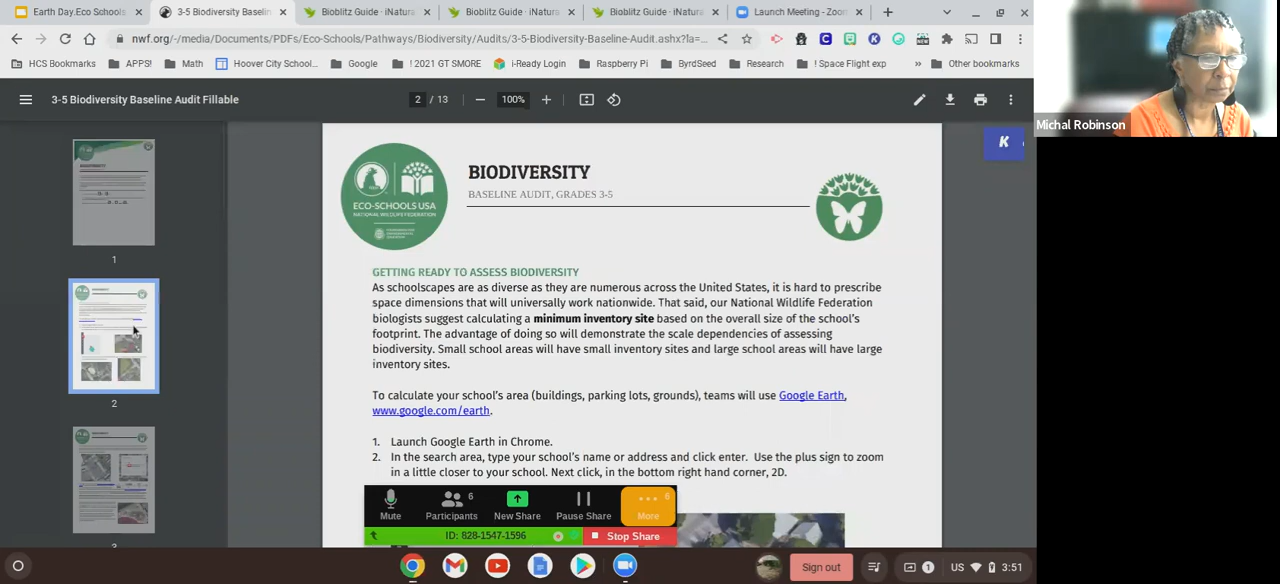 Earth Day.Eco Schools
3-5 Biodiversity Baselin
Bioblitz Guide · iNatura
Bioblitz Guide · iNatura
Bioblitz Guide · iNatura
Launch Meeting - Zoom
nwf.org/-/media/Documents/PDFs/Eco-Schools/Pathways/Biodiversity/Audits/3-5-Biodiversity-Baseline-Audit.ashx?la=...
HCS Bookmarks
APPS!
Math
Hoover City School...
Google
! 2021 GT SMORE
i-Ready Login
Raspberry Pi
ByrdSeed
Research
! Space Flight exp
»
Other bookmarks
3-5 Biodiversity Baseline Audit Fillable
2 / 13
100%
Michal Robinson
K
ECO-SCHOOLS USA
NATIONAL WILDLIFE FEDERATION
BIODIVERSITY
BASELINE AUDIT, GRADES 3-5
GETTING READY TO ASSESS BIODIVERSITY
As schoolscapes are as diverse as they are numerous across the United States, it is hard to prescribe
space dimensions that will universally work nationwide. That said, our National Wildlife Federation
biologists suggest calculating a minimum inventory site based on the overall size of the school's
footprint. The advantage of doing so will demonstrate the scale dependencies of assessing
biodiversity. Small school areas will have small inventory sites and large school areas will have large
inventory sites.
To calculate your school's area (buildings, parking lots, grounds), teams will use Google Earth,
www.google.com/earth.
1. Launch Google Earth in Chrome.
2. In the search area, type your school's name or address and click enter. Use the plus sign to zoom
in a little closer to your school. Next click, in the bottom right hand corner, 2D.
1
2
3
Mute
Participants
6
New Share
Pause Share
More
6
ID: 828-1547-1596
Stop Share
Sign out
1
US
3:51